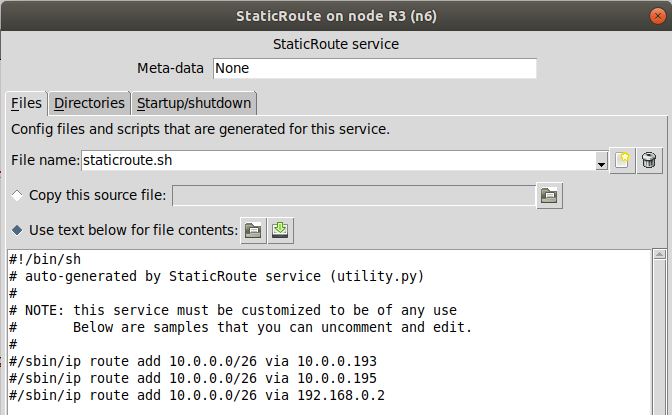 StaticRoute on node R3 (n6)
StaticRoute service
Meta-data None
Files Directories Startup/shutdown
Config files and scripts that are generated for this service.
File name: staticroute.sh
Copy this source file:
Use text below for file contents:
#!/bin/sh
# auto-generated by StaticRoute service (utility.py)
#
# NOTE: this service must be customized to be of any use
#       Below are samples that you can uncomment and edit.
#
#/sbin/ip route add 10.0.0.0/26 via 10.0.0.193
#/sbin/ip route add 10.0.0.0/26 via 10.0.0.195
#/sbin/ip route add 10.0.0.0/26 via 192.168.0.2